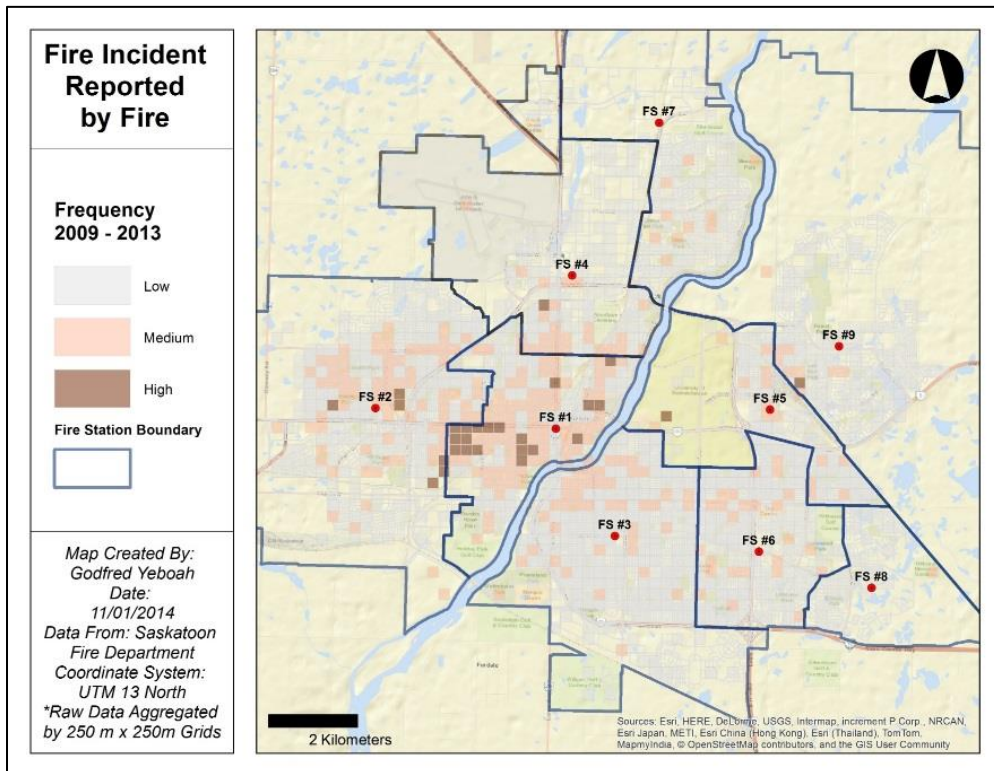 Fire Incident
Reported
by Fire
Frequency
2009 - 2013
Low
Medium
High
Fire Station Boundary
Map Created By:
Godfred Yeboah
Date:
11/01/2014
Data From: Saskatoon
Fire Department
Coordinate System:
UTM 13 North
*Raw Data Aggregated
by 250 m x 250m Grids
FS #7
FS #4
FS #9
FS #2
FS #5
FS #1
FS #3
FS #6
FS #8
2 Kilometers
Sources: Esri, HERE, DeLorme, USGS, Intermap, increment P Corp., NRCAN,
Esri Japan, METI, Esri China (Hong Kong), Esri (Thailand), TomTom,
MapmyIndia, © OpenStreetMap contributors, and the GIS User Community